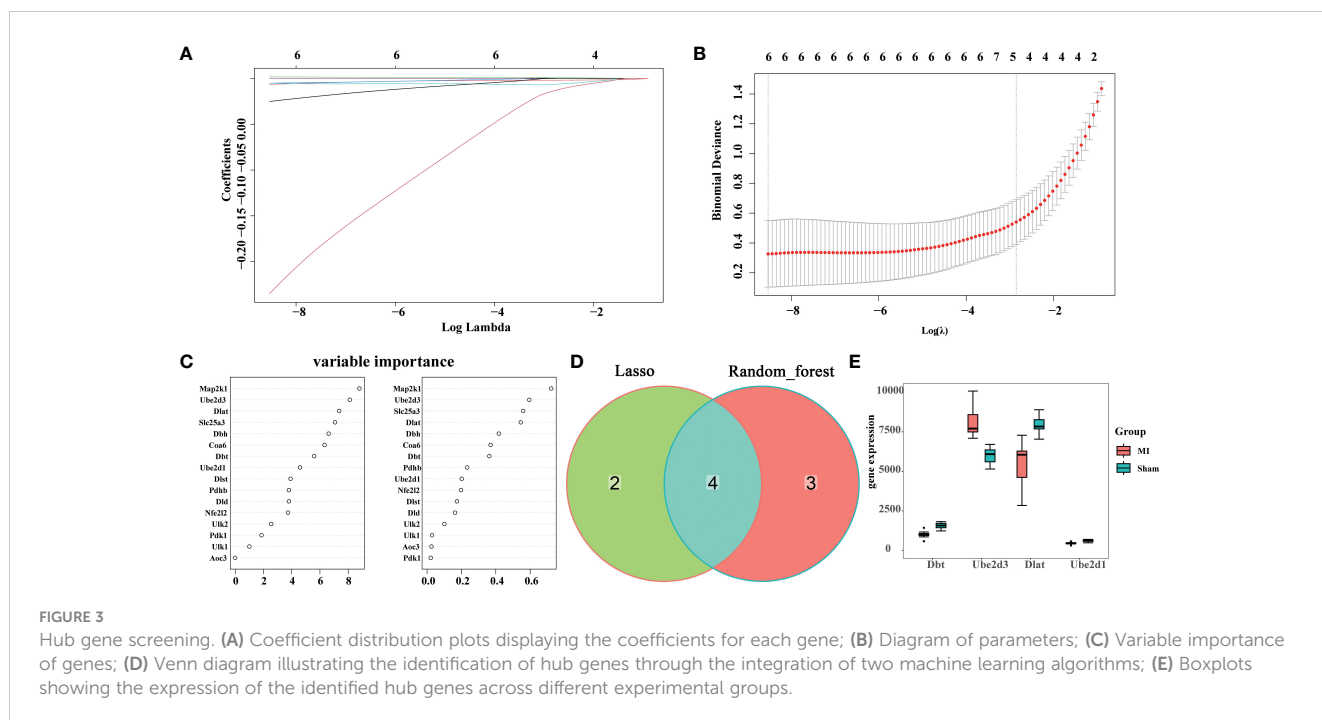 A
6 6 6 4
Coefficients
0.00
−0.05
−0.10
−0.15
−0.20
−8 −6 −4 −2
Log Lambda
B
6 6 6 6 6 6 6 6 6 6 6 6 6 7 5 4 4 4 4 2
Binomial Deviance
1.4
1.2
1.0
0.8
0.6
0.4
0.2
−8 −6 −4 −2
Log(λ)
C
variable importance
Map2k1
Ube2d3
Dlat
Slc25a3
Dbh
Coa6
Dbt
Ube2d1
Dlst
Pdhb
Dld
Nfe2l2
Ulk2
Pdk1
Ulk1
Aoc3
0 2 4 6 8
Map2k1
Ube2d3
Slc25a3
Dlat
Dbh
Coa6
Dbt
Pdhb
Ube2d1
Nfe2l2
Dlst
Dld
Ulk2
Ulk1
Aoc3
Pdk1
0.0 0.2 0.4 0.6
D
Lasso Random_forest
2 4 3
E
gene expression
10000
7500
5000
2500
0
Dbt Ube2d3 Dlat Ube2d1
Group
MI
Sham
FIGURE 3
Hub gene screening. (A) Coefficient distribution plots displaying the coefficients for each gene; (B) Diagram of parameters; (C) Variable importance
of genes; (D) Venn diagram illustrating the identification of hub genes through the integration of two machine learning algorithms; (E) Boxplots
showing the expression of the identified hub genes across different experimental groups.